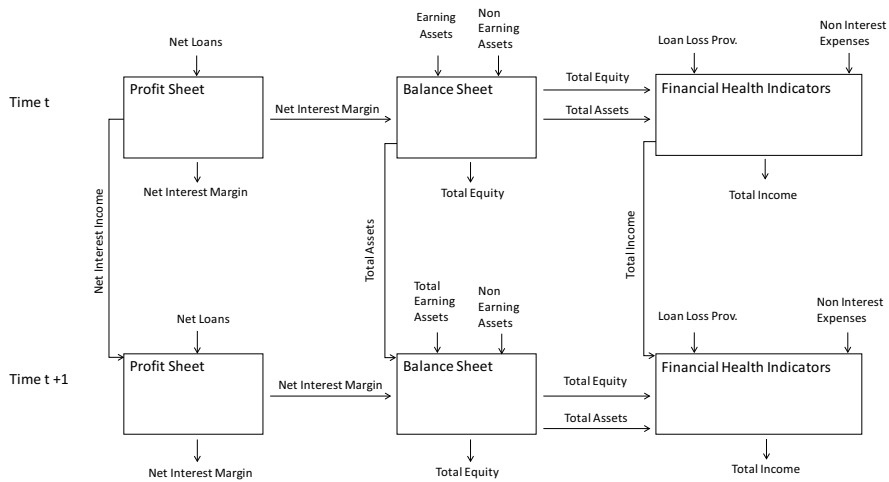 Net Loans
Earning
Assets
Non
Earning
Assets
Loan Loss Prov.
Non Interest
Expenses
Time t
Profit Sheet
Net Interest Margin
Balance Sheet
Total Equity
Total Assets
Financial Health Indicators
Net Interest Margin
Total Equity
Total Income
Net Interest Income
Total Assets
Total Income
Net Loans
Total
Earning
Assets
Non
Earning
Assets
Loan Loss Prov.
Non Interest
Expenses
Time t +1
Profit Sheet
Net Interest Margin
Balance Sheet
Total Equity
Total Assets
Financial Health Indicators
Net Interest Margin
Total Equity
Total Income